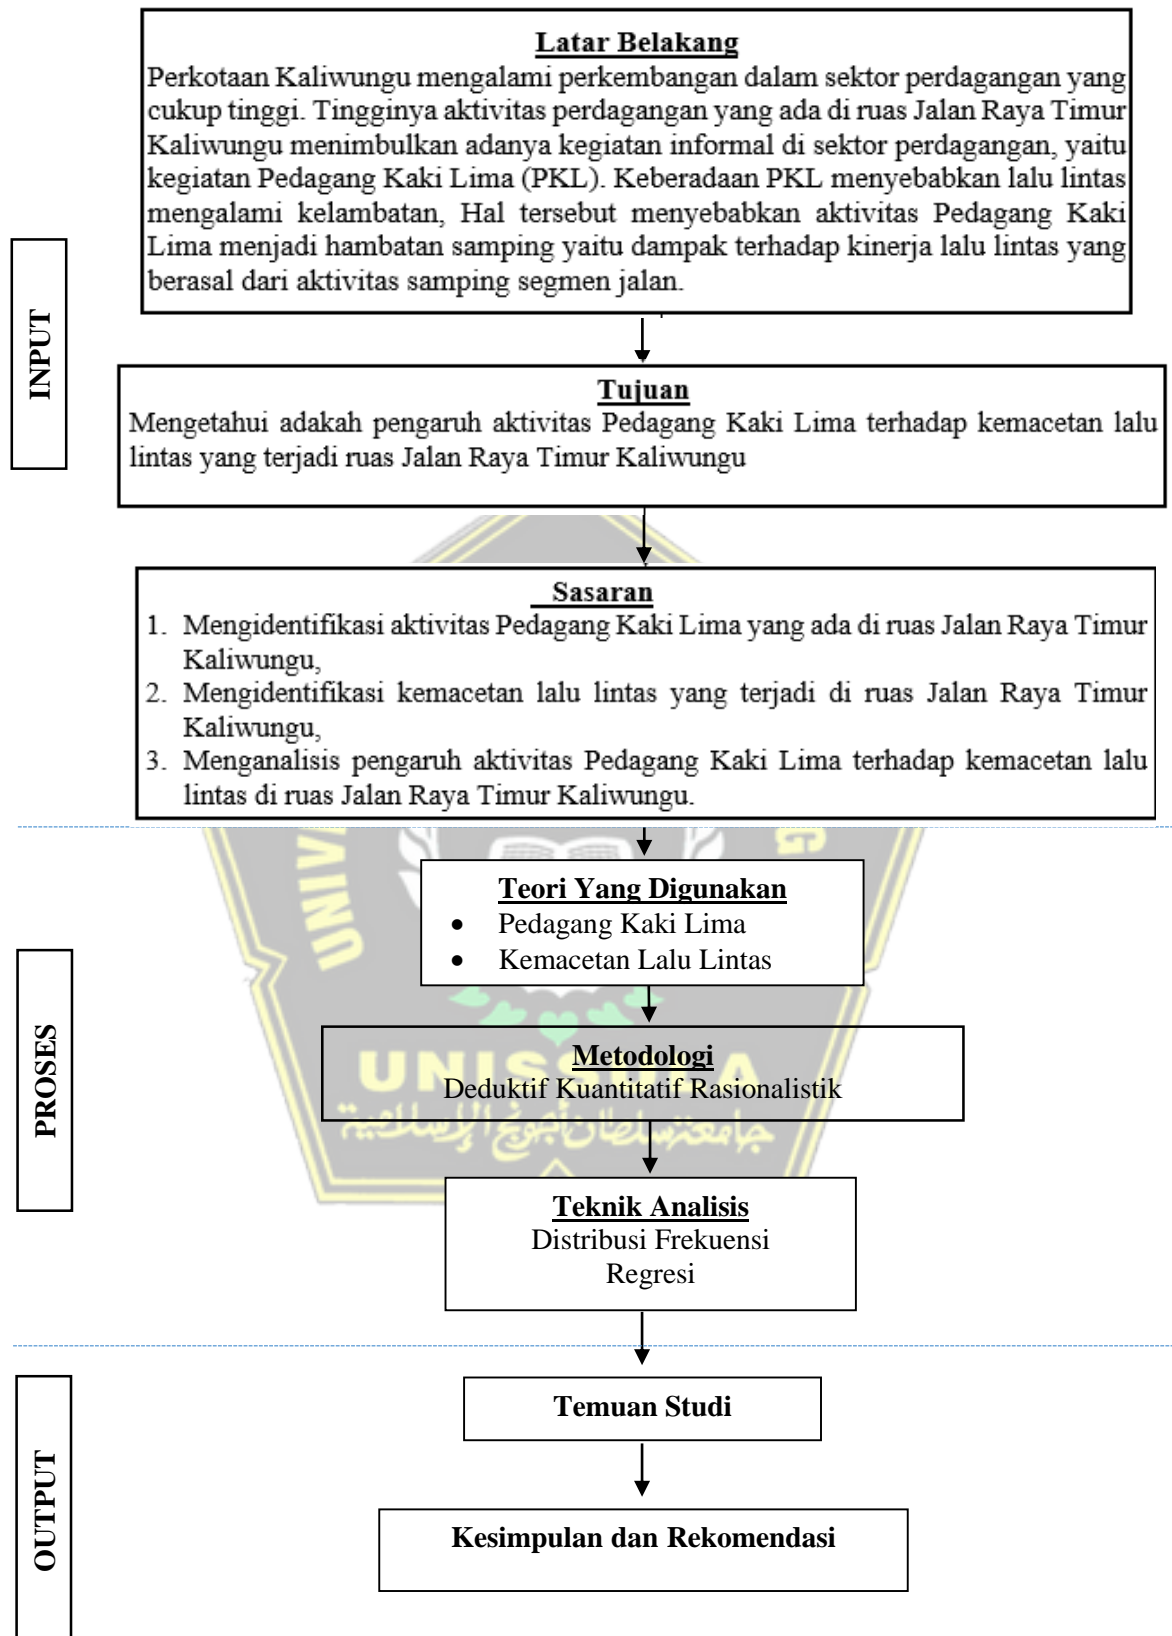 Latar Belakang
Perkotaan Kaliwungu mengalami perkembangan dalam sektor perdagangan yang
cukup tinggi. Tingginya aktivitas perdagangan yang ada di ruas Jalan Raya Timur
Kaliwungu menimbulkan adanya kegiatan informal di sektor perdagangan, yaitu
kegiatan Pedagang Kaki Lima (PKL). Keberadaan PKL menyebabkan lalu lintas
mengalami kelambatan, Hal tersebut menyebabkan aktivitas Pedagang Kaki
Lima menjadi hambatan samping yaitu dampak terhadap kinerja lalu lintas yang
berasal dari aktivitas samping segmen jalan.
INPUT
Tujuan
Mengetahui adakah pengaruh aktivitas Pedagang Kaki Lima terhadap kemacetan lalu
lintas yang terjadi ruas Jalan Raya Timur Kaliwungu
Sasaran
1. Mengidentifikasi aktivitas Pedagang Kaki Lima yang ada di ruas Jalan Raya Timur
Kaliwungu,
2. Mengidentifikasi kemacetan lalu lintas yang terjadi di ruas Jalan Raya Timur
Kaliwungu,
3. Menganalisis pengaruh aktivitas Pedagang Kaki Lima terhadap kemacetan lalu
lintas di ruas Jalan Raya Timur Kaliwungu.
Teori Yang Digunakan
• Pedagang Kaki Lima
• Kemacetan Lalu Lintas
PROSES
Metodologi
Deduktif Kuantitatif Rasionalistik
UNISSULA
جامعة سلطان أجونج الإسلامية
Teknik Analisis
Distribusi Frekuensi
Regresi
OUTPUT
Temuan Studi
Kesimpulan dan Rekomendasi